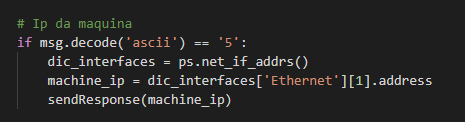 # Ip da maquina
if msg.decode('ascii') == '5':
    dic_interfaces = ps.net_if_addrs()
    machine_ip = dic_interfaces['Ethernet'][1].address
    sendResponse(machine_ip)